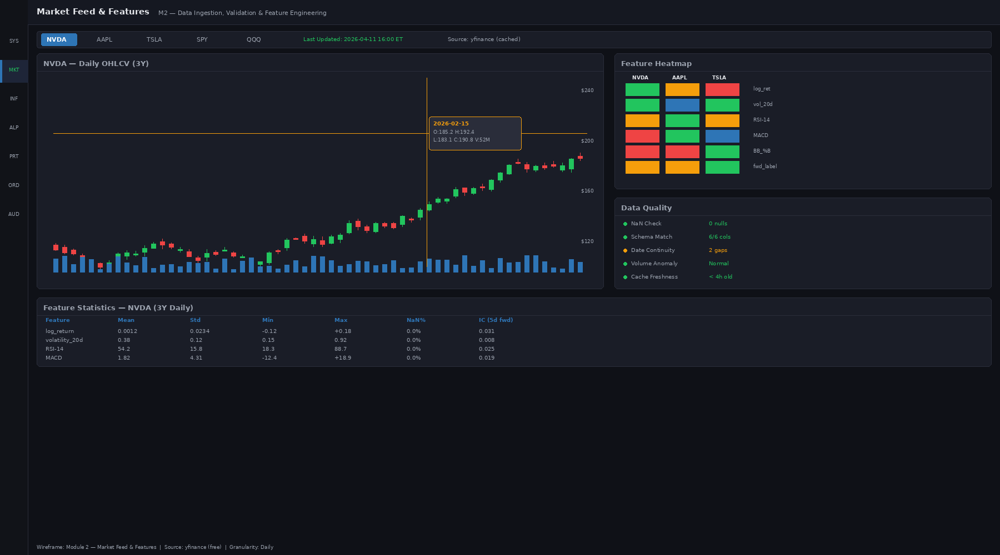 Market Feed & Features M2 — Data Ingestion, Validation & Feature Engineering
SYS
MKT
INF
ALP
PRT
ORD
AUD
NVDA AAPL TSLA SPY QQQ Last Updated: 2026-04-11 16:00 ET Source: yfinance (cached)
NVDA — Daily OHLCV (3Y)
$240
$200
$160
$120
2026-02-15
O:185.2 H:192.4
L:183.1 C:190.8 V:52M
Feature Heatmap
NVDA AAPL TSLA
log_ret
vol_20d
RSI-14
MACD
BB_%B
fwd_label
Data Quality
NaN Check 0 nulls
Schema Match 6/6 cols
Date Continuity 2 gaps
Volume Anomaly Normal
Cache Freshness < 4h old
Feature Statistics — NVDA (3Y Daily)
Feature Mean Std Min Max NaN% IC (5d fwd)
log_return 0.0012 0.0234 -0.12 +0.18 0.0% 0.031
volatility_20d 0.38 0.12 0.15 0.92 0.0% 0.008
RSI-14 54.2 15.8 18.3 88.7 0.0% 0.025
MACD 1.82 4.31 -12.4 +18.9 0.0% 0.019
Wireframe: Module 2 — Market Feed & Features | Source: yfinance (free) | Granularity: Daily